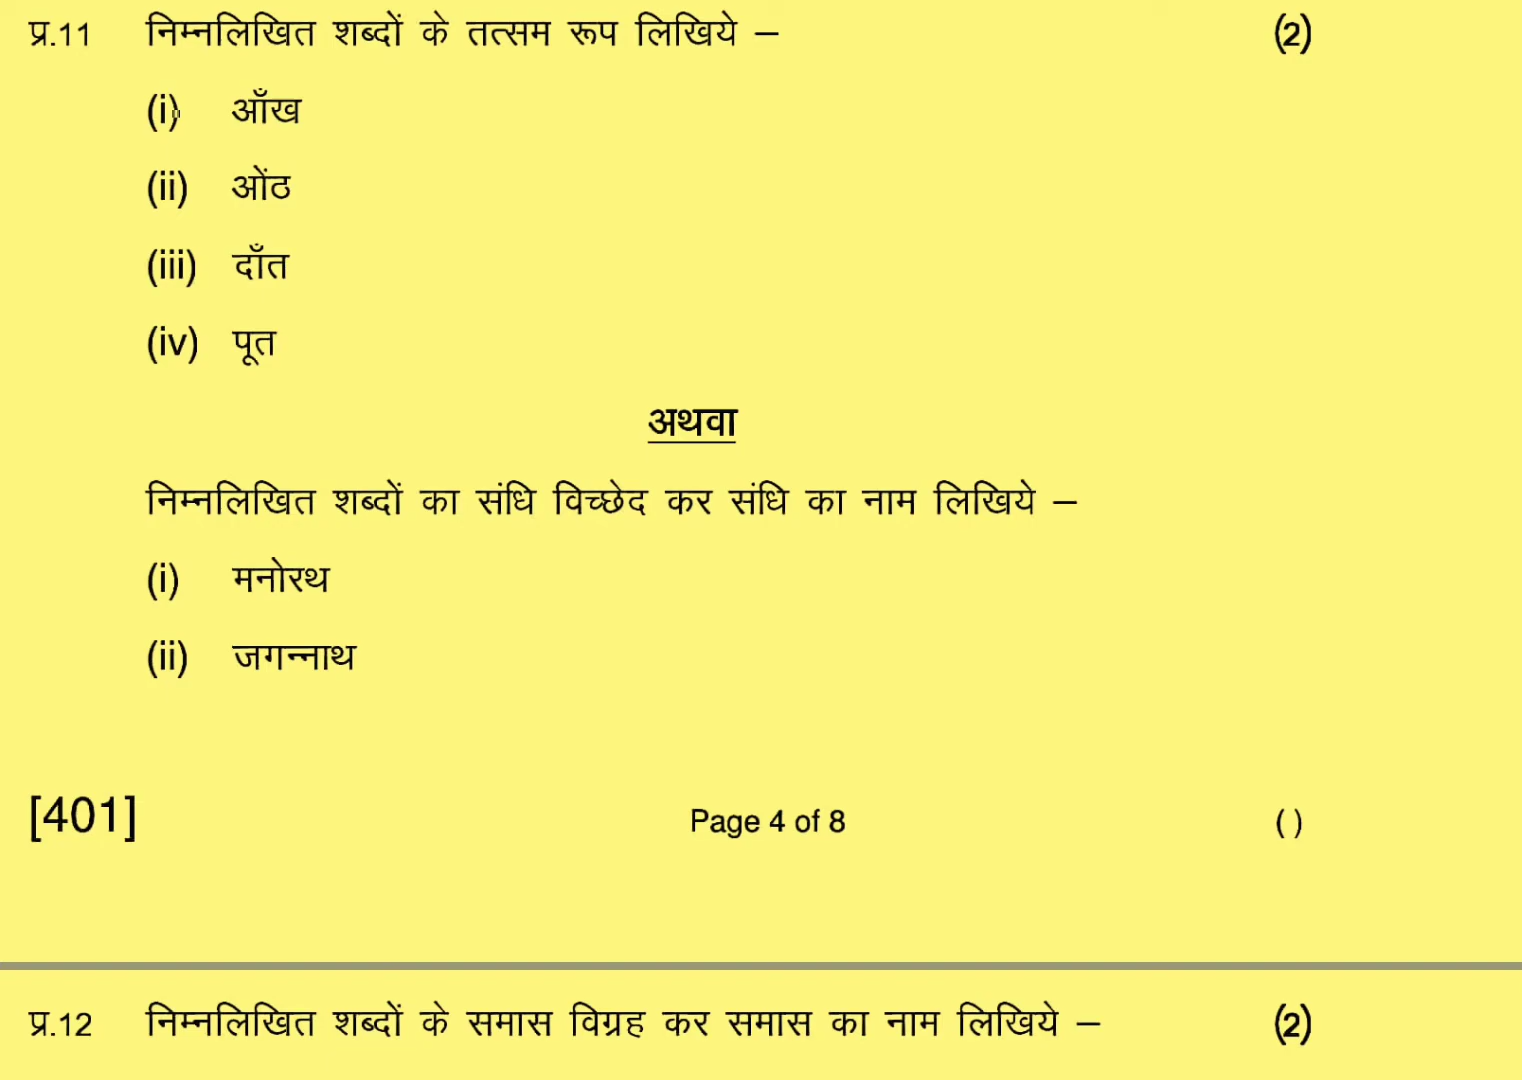 प्र.11 निम्नलिखित शब्दों के तत्सम रूप लिखिये – (2)
(i) आँख
(ii) ओंठ
(iii) दाँत
(iv) पूत
अथवा
निम्नलिखित शब्दों का संधि विच्छेद कर संधि का नाम लिखिये –
(i) मनोरथ
(ii) जगन्नाथ
[401] Page 4 of 8 ( )
प्र.12 निम्नलिखित शब्दों के समास विग्रह कर समास का नाम लिखिये – (2)